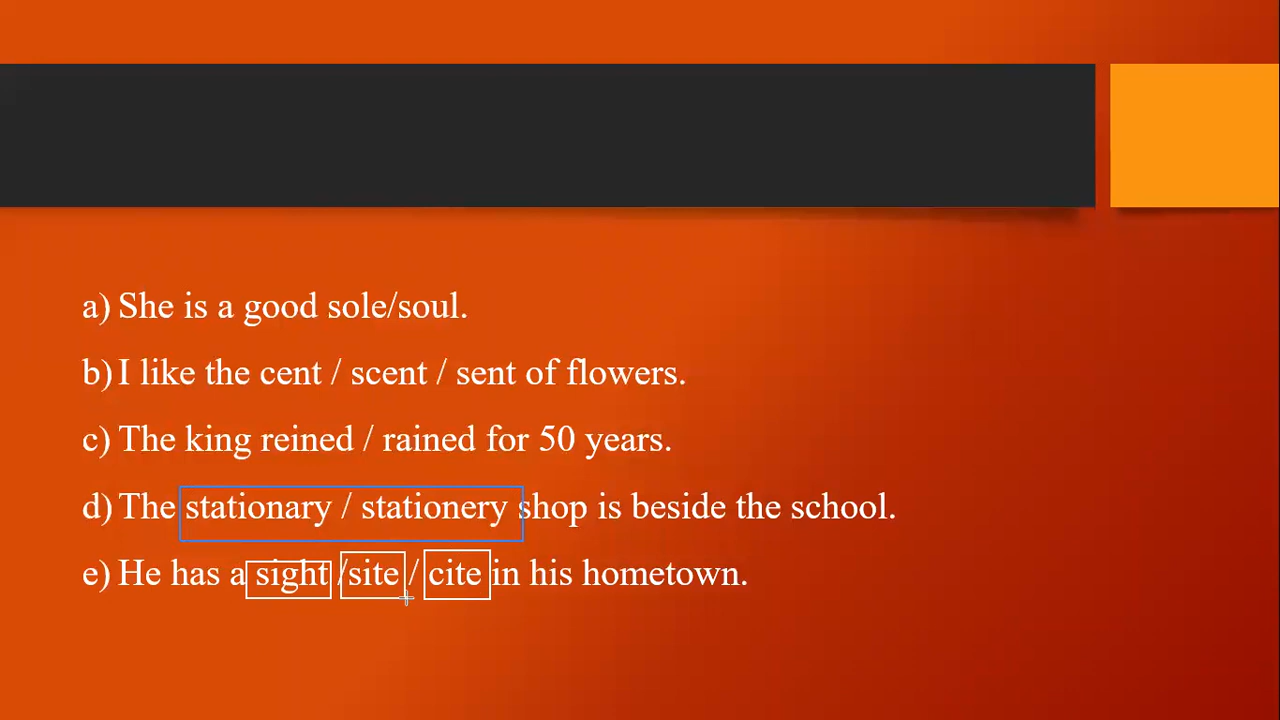 a) She is a good sole/soul.
b) I like the cent / scent / sent of flowers.
c) The king reined / rained for 50 years.
d) The stationary / stationery shop is beside the school.
e) He has a sight /site / cite in his hometown.